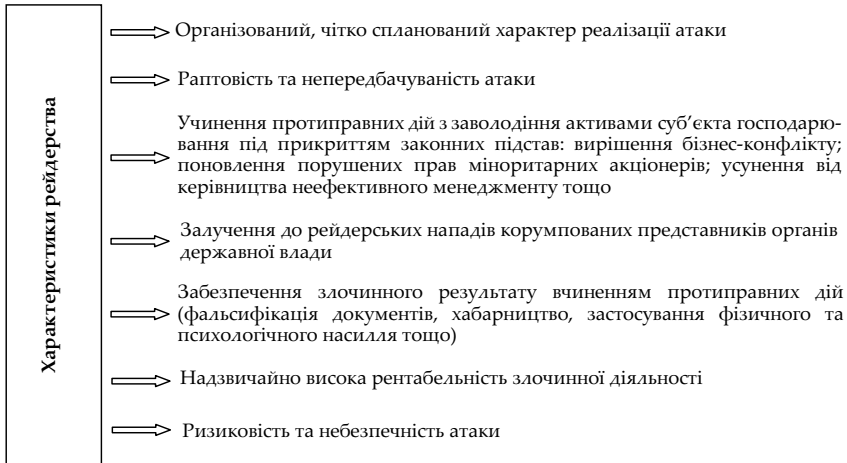 Характеристики рейдерства
Організований, чітко спланований характер реалізації атаки
Раптовість та непередбачуваність атаки
Учинення протиправних дій з заволодіння активами суб’єкта господарю-
вання під прикриттям законних підстав: вирішення бізнес-конфлікту;
поновлення порушених прав міноритарних акціонерів; усунення від
керівництва неефективного менеджменту тощо
Залучення до рейдерських нападів корумпованих представників органів
державної влади
Забезпечення злочинного результату вчиненням протиправних дій
(фальсифікація документів, хабарництво, застосування фізичного та
психологічного насилля тощо)
Надзвичайно висока рентабельність злочинної діяльності
Ризиковість та небезпечність атаки